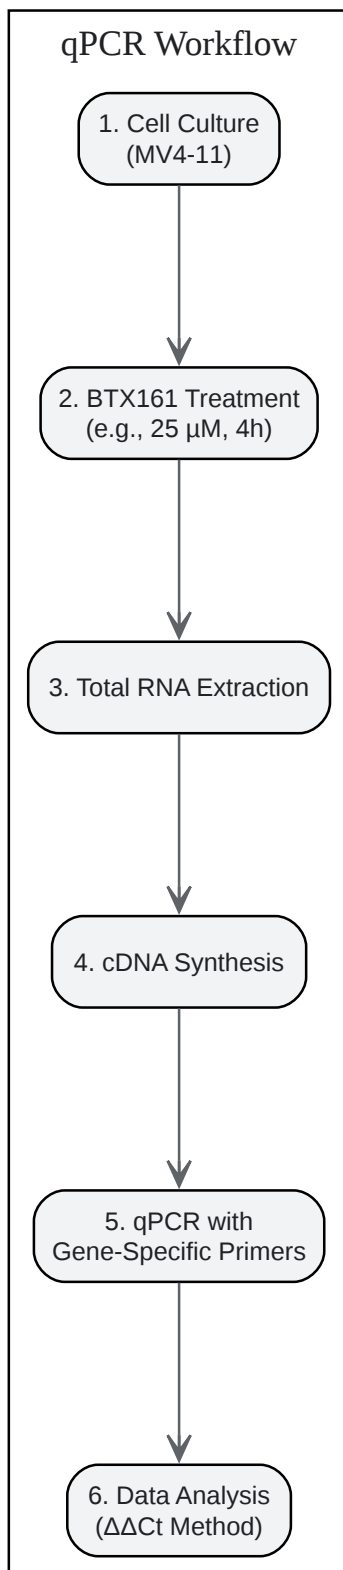 qPCR Workflow
1. Cell Culture
(MV4-11)
2. BTX161 Treatment
(e.g., 25 µM, 4h)
3. Total RNA Extraction
4. cDNA Synthesis
5. qPCR with
Gene-Specific Primers
6. Data Analysis
(ΔΔCt Method)